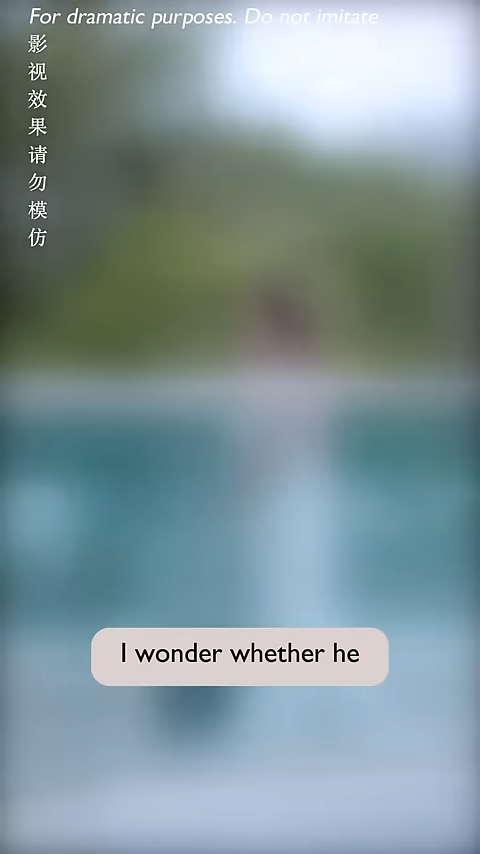 For dramatic purposes. Do not imitate
影视效果请勿模仿
I wonder whether he